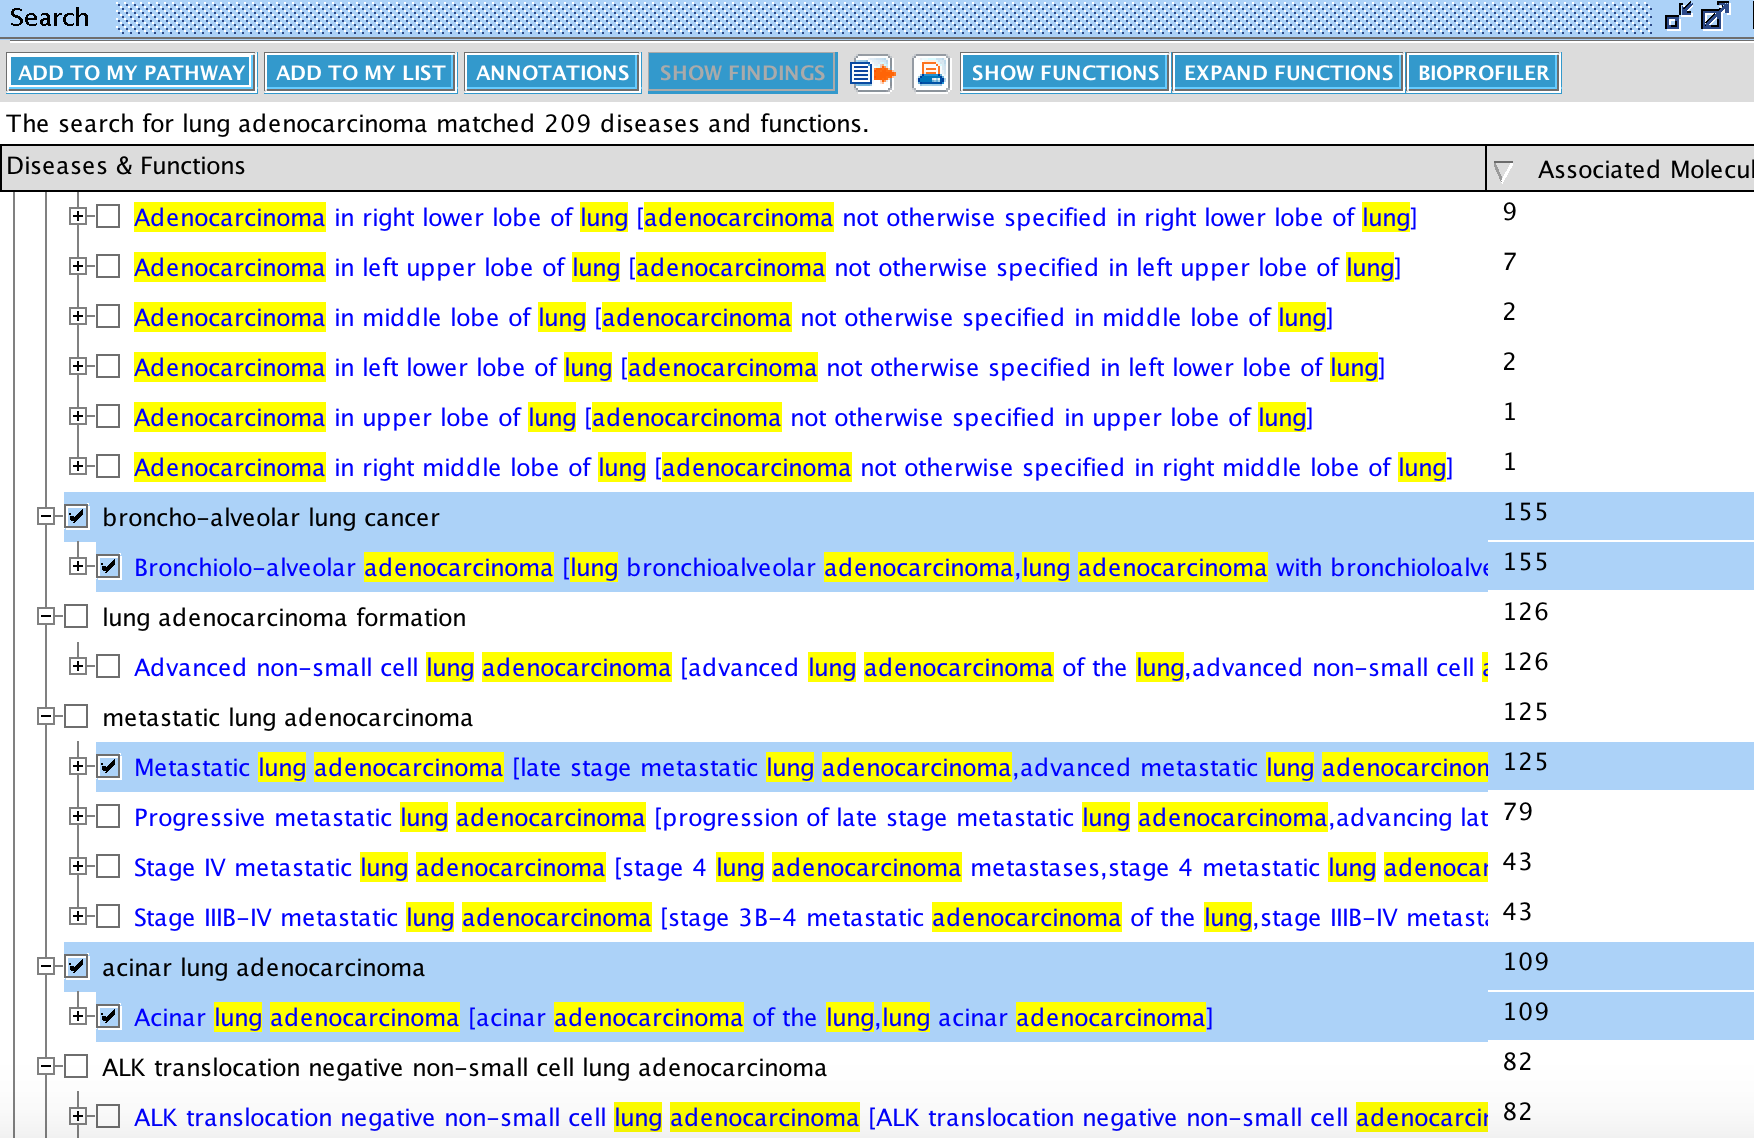 Search
ADD TO MY PATHWAY ADD TO MY LIST ANNOTATIONS SHOW FINDINGS SHOW FUNCTIONS EXPAND FUNCTIONS BIOPROFILER
The search for lung adenocarcinoma matched 209 diseases and functions.
Diseases & Functions Associated Molecul
Adenocarcinoma in right lower lobe of lung [adenocarcinoma not otherwise specified in right lower lobe of lung] 9
Adenocarcinoma in left upper lobe of lung [adenocarcinoma not otherwise specified in left upper lobe of lung] 7
Adenocarcinoma in middle lobe of lung [adenocarcinoma not otherwise specified in middle lobe of lung] 2
Adenocarcinoma in left lower lobe of lung [adenocarcinoma not otherwise specified in left lower lobe of lung] 2
Adenocarcinoma in upper lobe of lung [adenocarcinoma not otherwise specified in upper lobe of lung] 1
Adenocarcinoma in right middle lobe of lung [adenocarcinoma not otherwise specified in right middle lobe of lung] 1
broncho-alveolar lung cancer 155
Bronchiolo-alveolar adenocarcinoma [lung bronchioalveolar adenocarcinoma,lung adenocarcinoma with bronchioloalve 155
lung adenocarcinoma formation 126
Advanced non-small cell lung adenocarcinoma [advanced lung adenocarcinoma of the lung,advanced non-small cell a 126
metastatic lung adenocarcinoma 125
Metastatic lung adenocarcinoma [late stage metastatic lung adenocarcinoma,advanced metastatic lung adenocarcinom 125
Progressive metastatic lung adenocarcinoma [progression of late stage metastatic lung adenocarcinoma,advancing lat 79
Stage IV metastatic lung adenocarcinoma [stage 4 lung adenocarcinoma metastases,stage 4 metastatic lung adenocar 43
Stage IIIB-IV metastatic lung adenocarcinoma [stage 3B-4 metastatic adenocarcinoma of the lung,stage IIIB-IV metasta 43
acinar lung adenocarcinoma 109
Acinar lung adenocarcinoma [acinar adenocarcinoma of the lung,lung acinar adenocarcinoma] 109
ALK translocation negative non-small cell lung adenocarcinoma 82
ALK translocation negative non-small cell lung adenocarcinoma [ALK translocation negative non-small cell adenocarcin 82